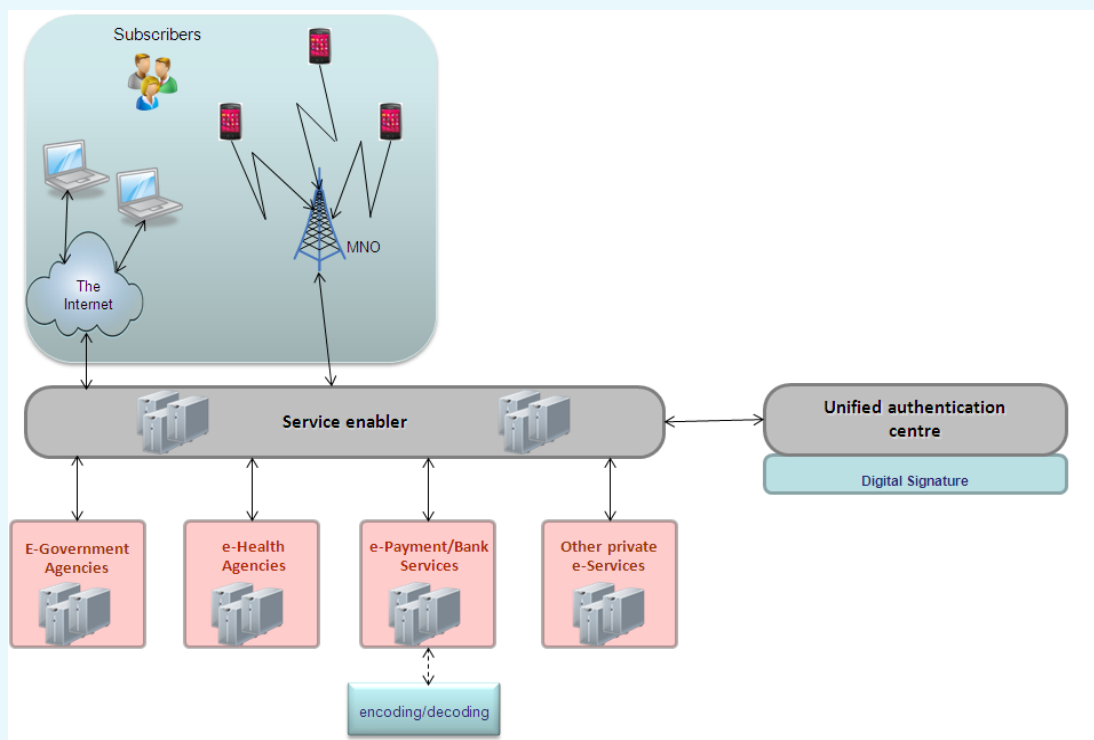 Subscribers
MNO
The
Internet
Service enabler
Unified authentication
centre
Digital Signature
E-Government
Agencies
e-Health
Agencies
e-Payment/Bank
Services
Other private
e-Services
encoding/decoding